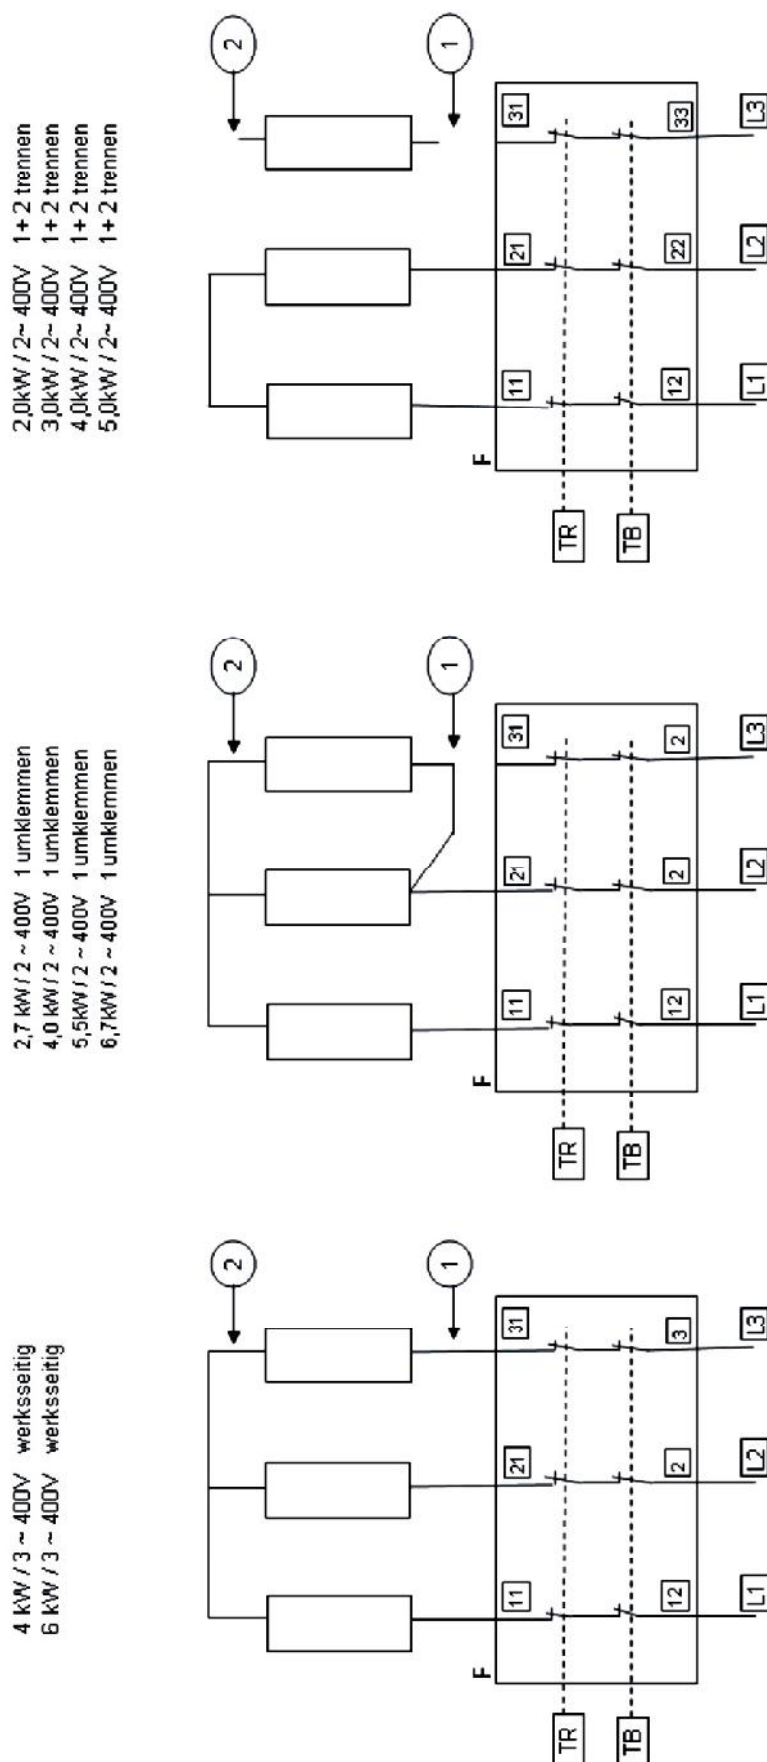 4 kW / 3 ~ 400V werksseitig
6 kW / 3 ~ 400V werksseitig
2
1
31
21
11
F
3
2
12
TR
TB
L1
L2
L3
2,7 kW / 2 ~ 400V 1 umklemmen
4,0 kW / 2 ~ 400V 1 umklemmen
5,5kW / 2 ~ 400V 1 umklemmen
6,7kW / 2 ~ 400V 1 umklemmen
2
1
31
21
11
F
2
2
12
TR
TB
L1
L2
L3
2,0kW / 2~ 400V 1+ 2 trennen
3,0kW / 2~ 400V 1+ 2 trennen
4,0kW / 2~ 400V 1+ 2 trennen
5,0kW / 2~ 400V 1+ 2 trennen
2
1
31
21
11
F
33
22
12
TR
TB
L1
L2
L3